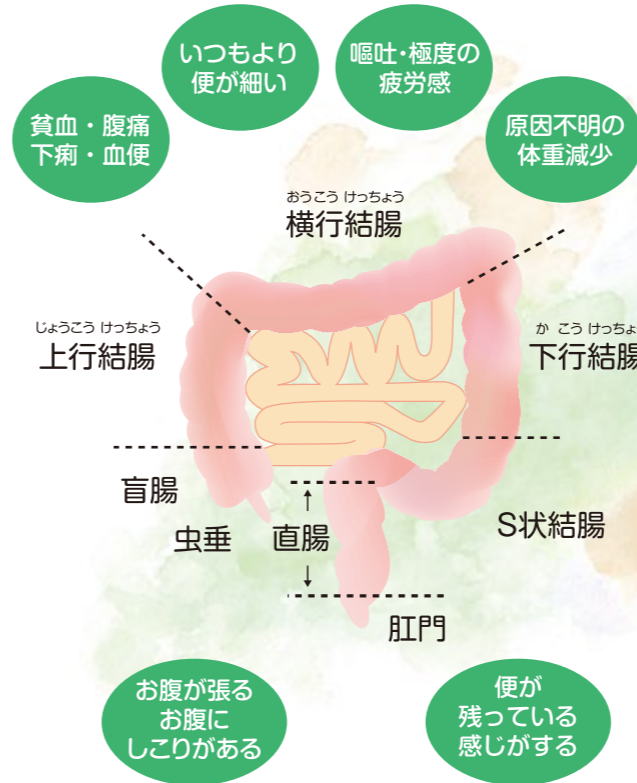 いつもより
便が細い
嘔吐・極度の
疲労感
貧血・腹痛
下痢・血便
原因不明の
体重減少
おうこう けっちょう
横行結腸
じょうこう けっちょう
上行結腸
か こう けっちょう
下行結腸
盲腸
虫垂
直腸
S状結腸
肛門
お腹が張る
お腹に
しこりがある
便が
残っている
感じがする